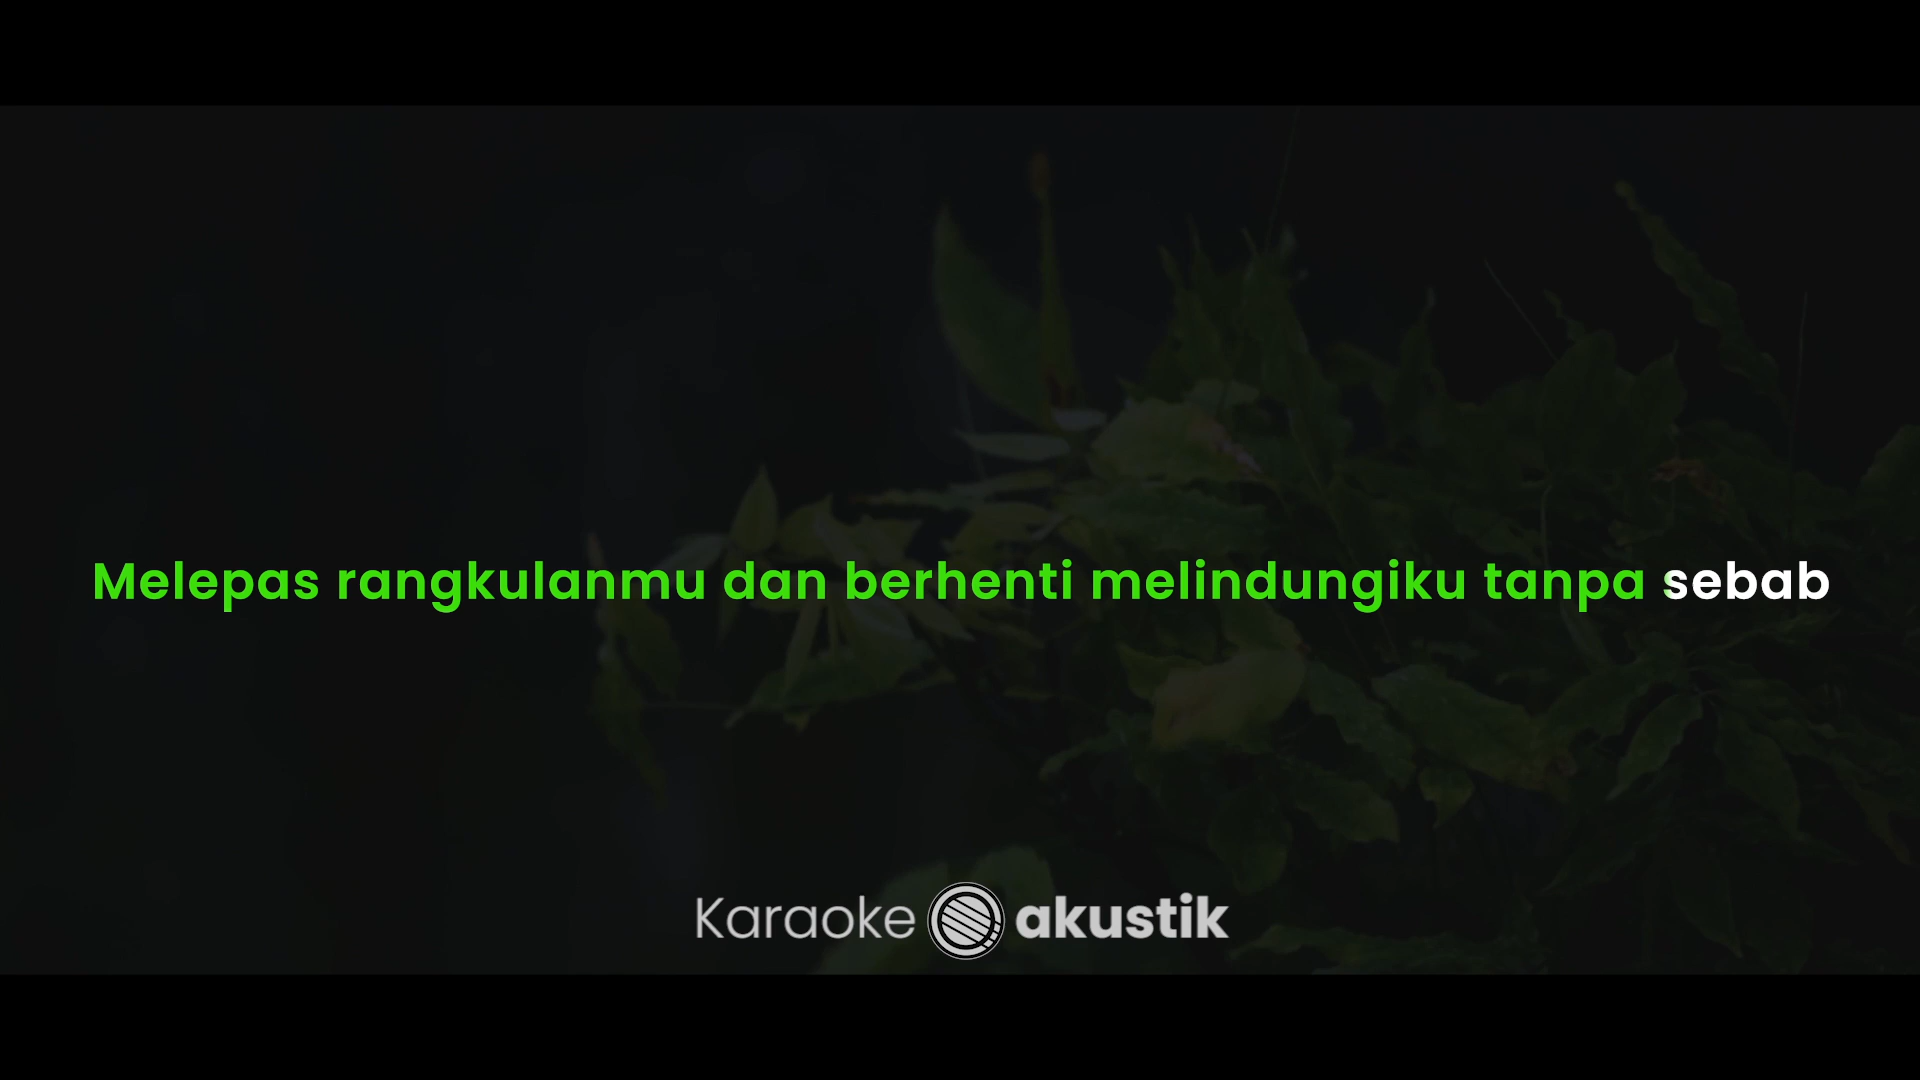 Melepas rangkulanmu dan berhenti melindungiku tanpa sebab
Karaoke akustik